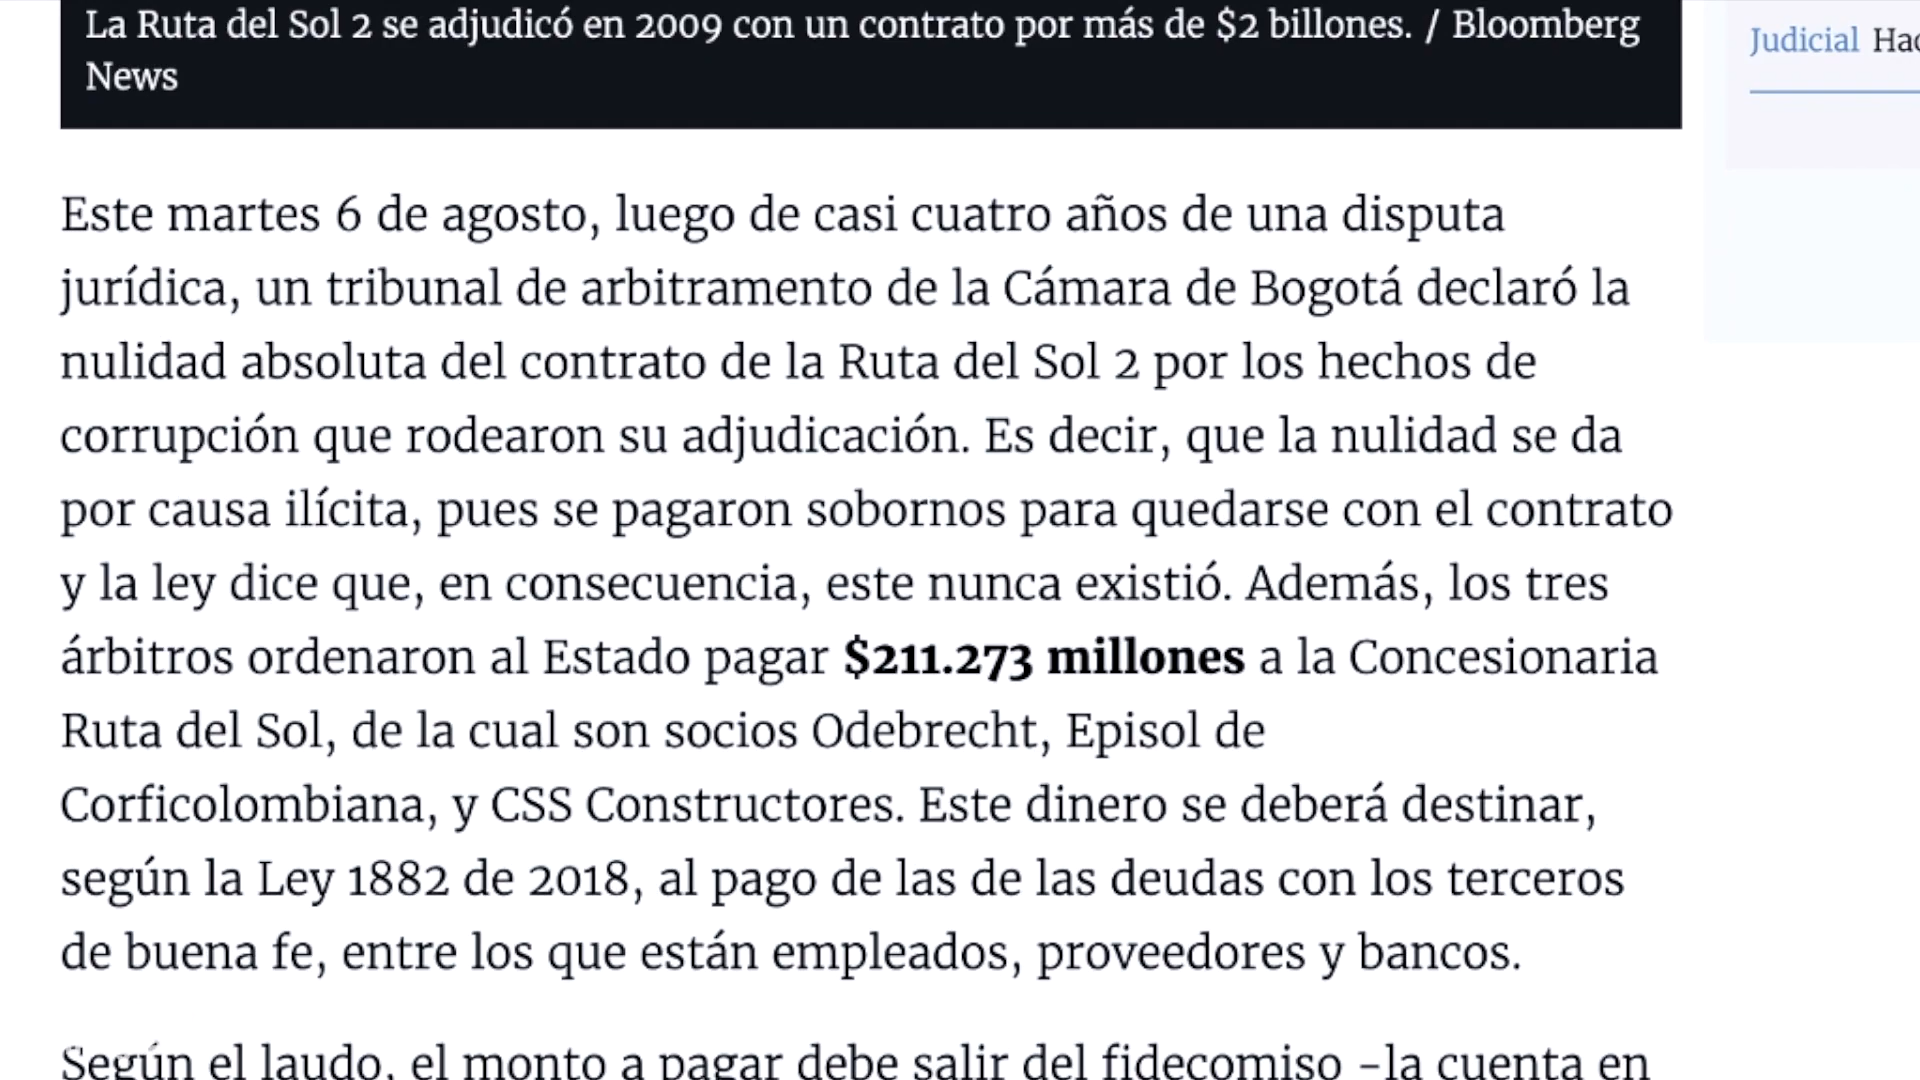 La Ruta del Sol 2 se adjudicó en 2009 con un contrato por más de $2 billones. / Bloomberg
News
Judicial
Este martes 6 de agosto, luego de casi cuatro años de una disputa
jurídica, un tribunal de arbitramento de la Cámara de Bogotá declaró la
nulidad absoluta del contrato de la Ruta del Sol 2 por los hechos de
corrupción que rodearon su adjudicación. Es decir, que la nulidad se da
por causa ilícita, pues se pagaron sobornos para quedarse con el contrato
y la ley dice que, en consecuencia, este nunca existió. Además, los tres
árbitros ordenaron al Estado pagar $211.273 millones a la Concesionaria
Ruta del Sol, de la cual son socios Odebrecht, Episol de
Corficolombiana, y CSS Constructores. Este dinero se deberá destinar,
según la Ley 1882 de 2018, al pago de las de las deudas con los terceros
de buena fe, entre los que están empleados, proveedores y bancos.
Según el laudo, el monto a pagar debe salir del fidecomiso –la cuenta en